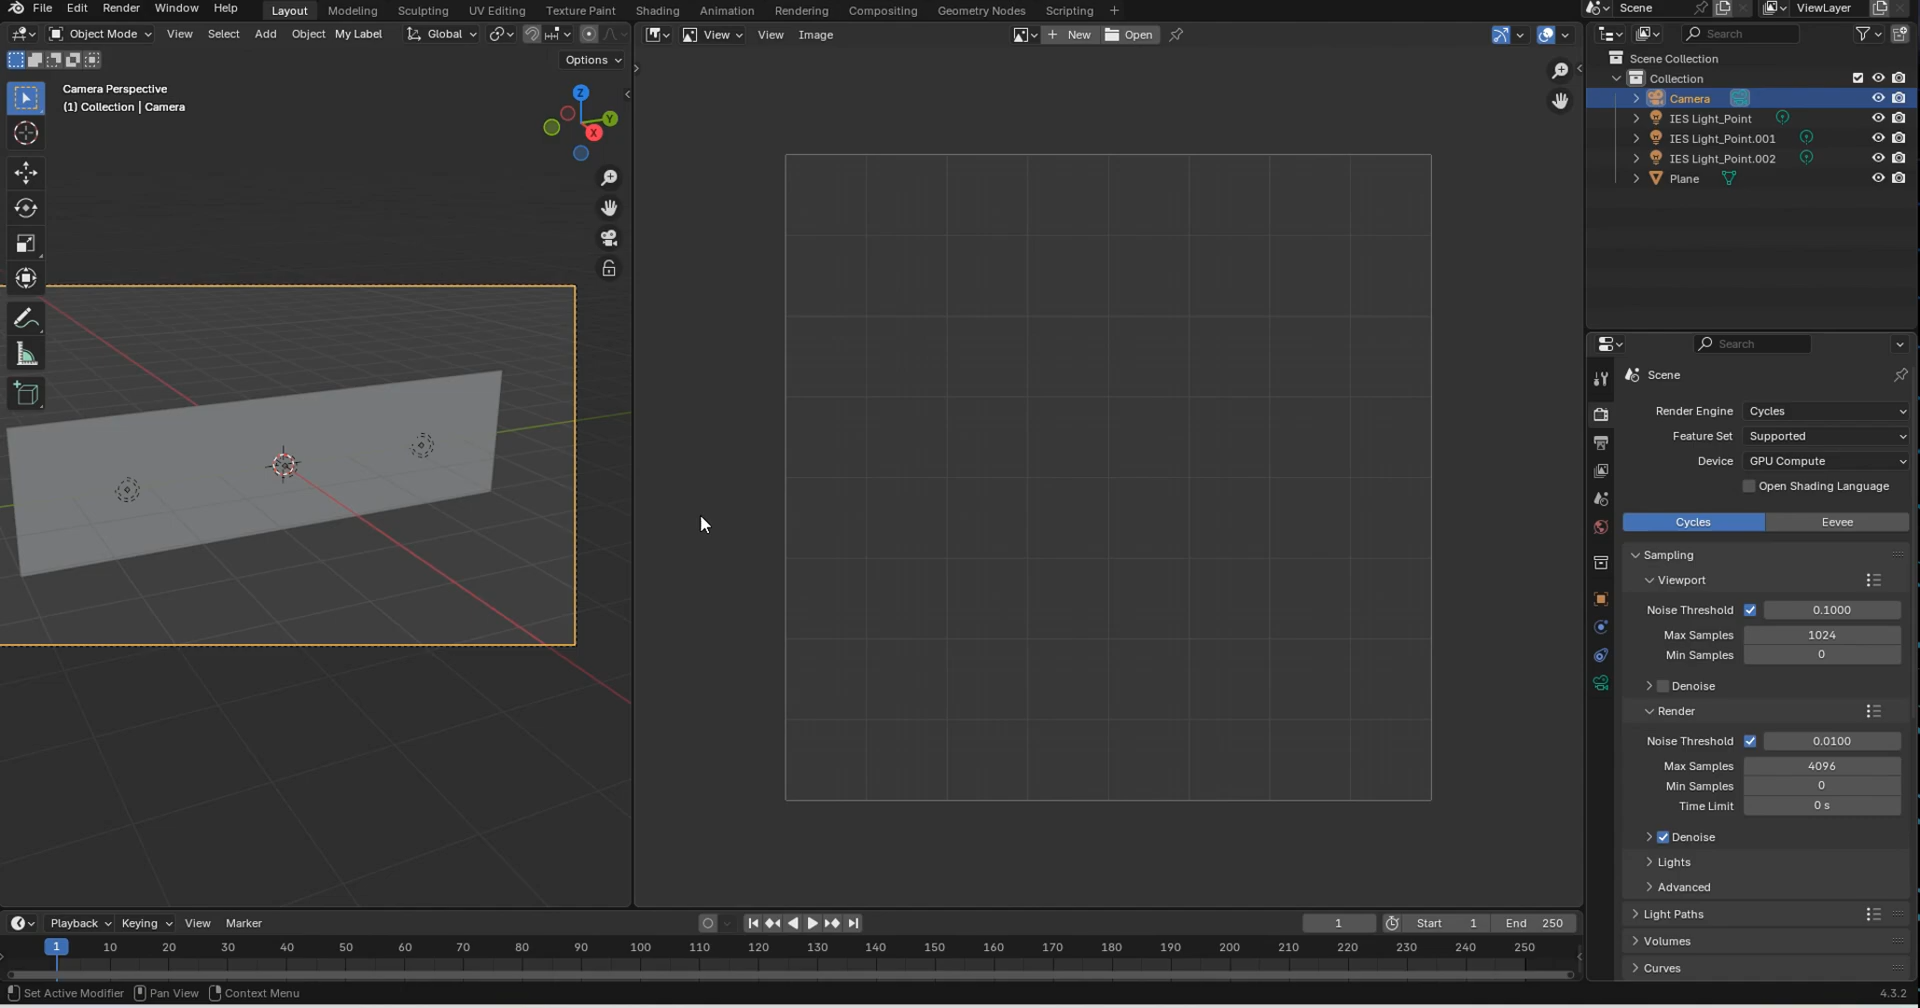 File Edit Render Window Help Layout Modeling Sculpting UV Editing Texture Paint Shading Animation Rendering Compositing Geometry Nodes Scripting + Scene ViewLayer
Object Mode View Select Add Object My Label Global View View Image New Open Search
Options
Camera Perspective
(1) Collection | Camera
Z
Y
X
Scene Collection
Collection
Camera
IES Light_Point
IES Light_Point.001
IES Light_Point.002
Plane
Search
Scene
Render Engine Cycles
Feature Set Supported
Device GPU Compute
Open Shading Language
Cycles Eevee
Sampling
Viewport
Noise Threshold 0.1000
Max Samples 1024
Min Samples 0
Denoise
Render
Noise Threshold 0.0100
Max Samples 4096
Min Samples 0
Time Limit 0 s
Denoise
Lights
Advanced
Light Paths
Volumes
Curves
Playback Keying View Marker 1 Start 1 End 250
1 10 20 30 40 50 60 70 80 90 100 110 120 130 140 150 160 170 180 190 200 210 220 230 240 250
Set Active Modifier Pan View Context Menu 4.3.2